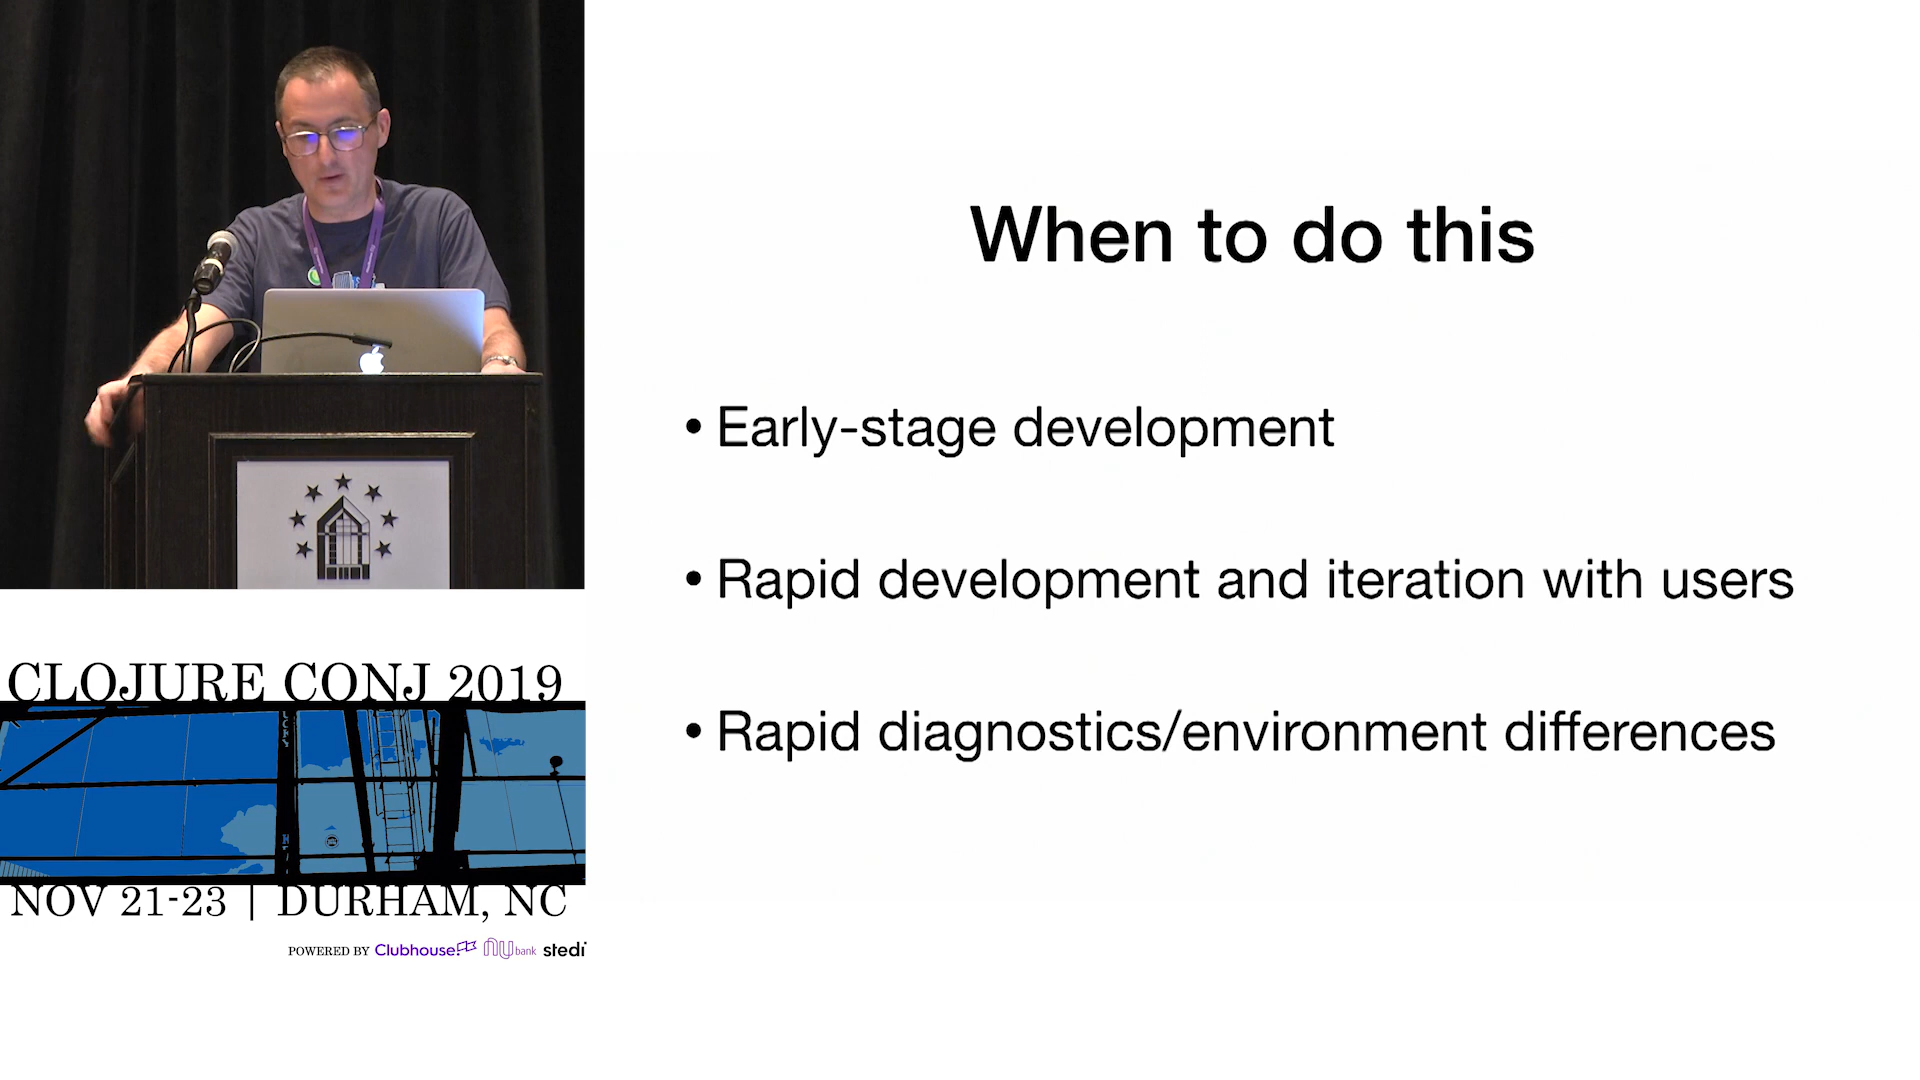 When to do this
• Early-stage development
• Rapid development and iteration with users
• Rapid diagnostics/environment differences
CLOJURE CONJ 2019
NOV 21-23 | DURHAM, NC
POWERED BY Clubhouse nu bank stedi